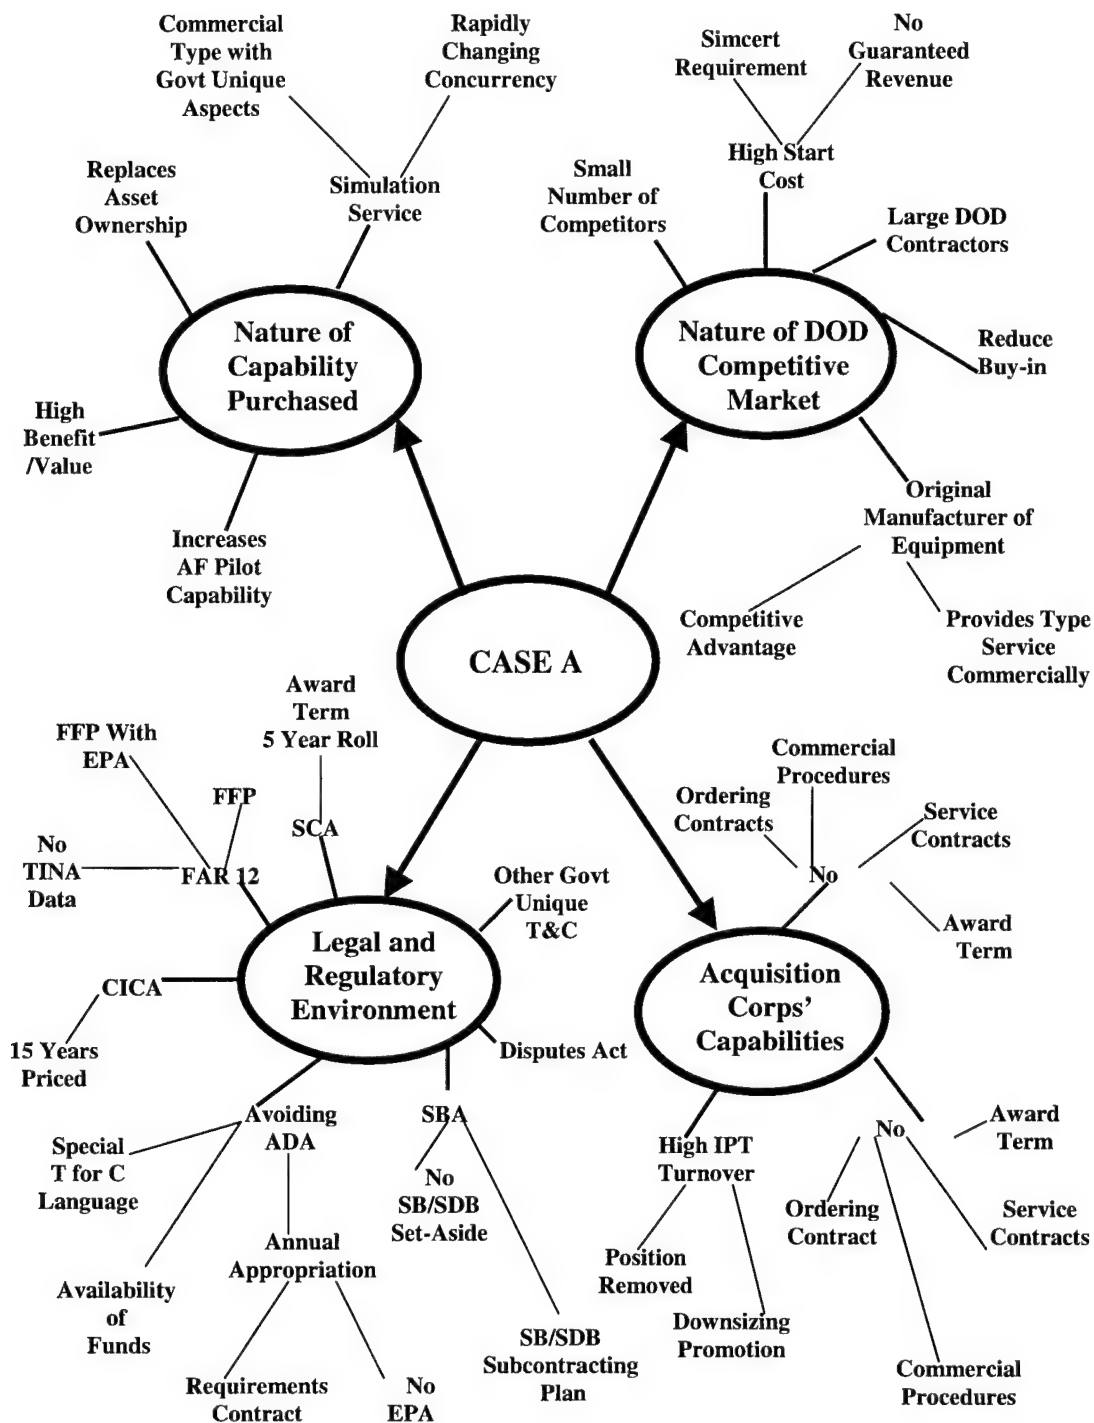 Commercial
Type with
Govt Unique
Aspects
Rapidly
Changing
Concurrency
Replaces
Asset
Ownership
Simulation
Service
Nature of
Capability
Purchased
High
Benefit
/Value
Increases
AF Pilot
Capability
Simcert
Requirement
No
Guaranteed
Revenue
High Start
Cost
Small
Number of
Competitors
Large DOD
Contractors
Nature of DOD
Competitive
Market
Reduce
Buy-in
Original
Manufacturer of
Equipment
Competitive
Advantage
Provides Type
Service
Commercially
CASE A
Award
Term
5 Year Roll
FFP With
EPA
FFP
SCA
No
TINA
Data
FAR 12
Other Govt
Unique
T&C
Legal and
Regulatory
Environment
CICA
15 Years
Priced
Disputes Act
Avoiding
ADA
SBA
Special
T for C
Language
No
SB/SDB
Set-Aside
Annual
Appropriation
Availability
of
Funds
SB/SDB
Subcontracting
Plan
Requirements
Contract
No
EPA
Commercial
Procedures
Ordering
Contracts
Service
Contracts
No
Award
Term
Acquisition
Corps’
Capabilities
High IPT
Turnover
No
Award
Term
Ordering
Contract
Service
Contracts
Position
Removed
Downsizing
Promotion
Commercial
Procedures